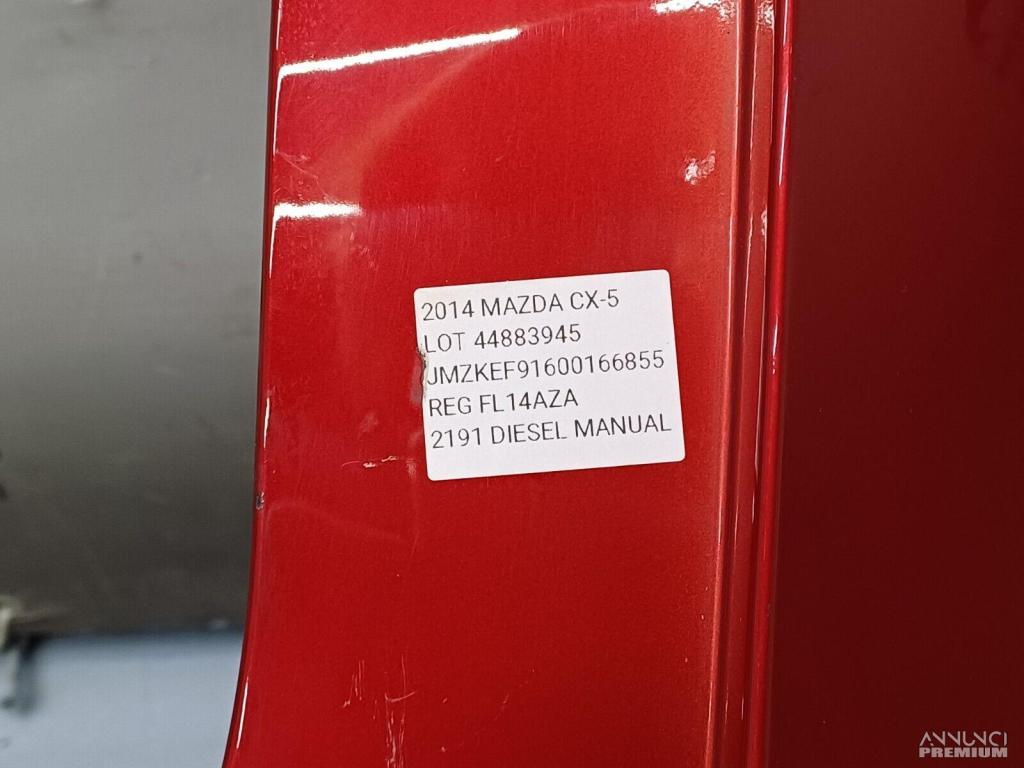 2014 MAZDA CX-5
LOT 44883945
JMZKEF91600166855
REG FL14AZA
2191 DIESEL MANUAL
ANNUNCI
PREMIUM